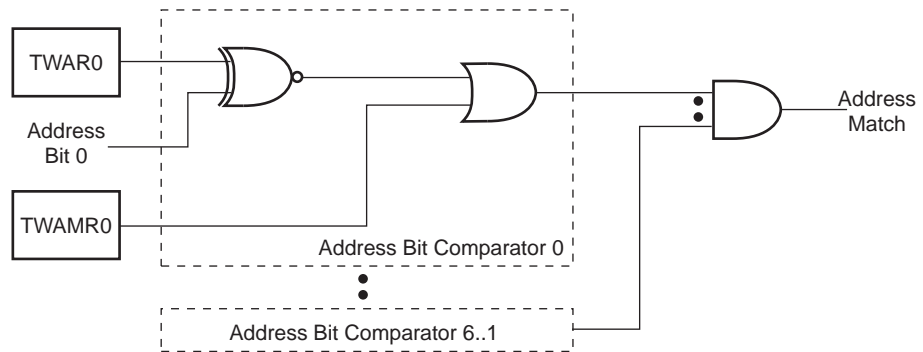 TWAR0
Address
Bit 0
TWAMR0
Address Bit Comparator 0
Address Bit Comparator 6..1
Address
Match